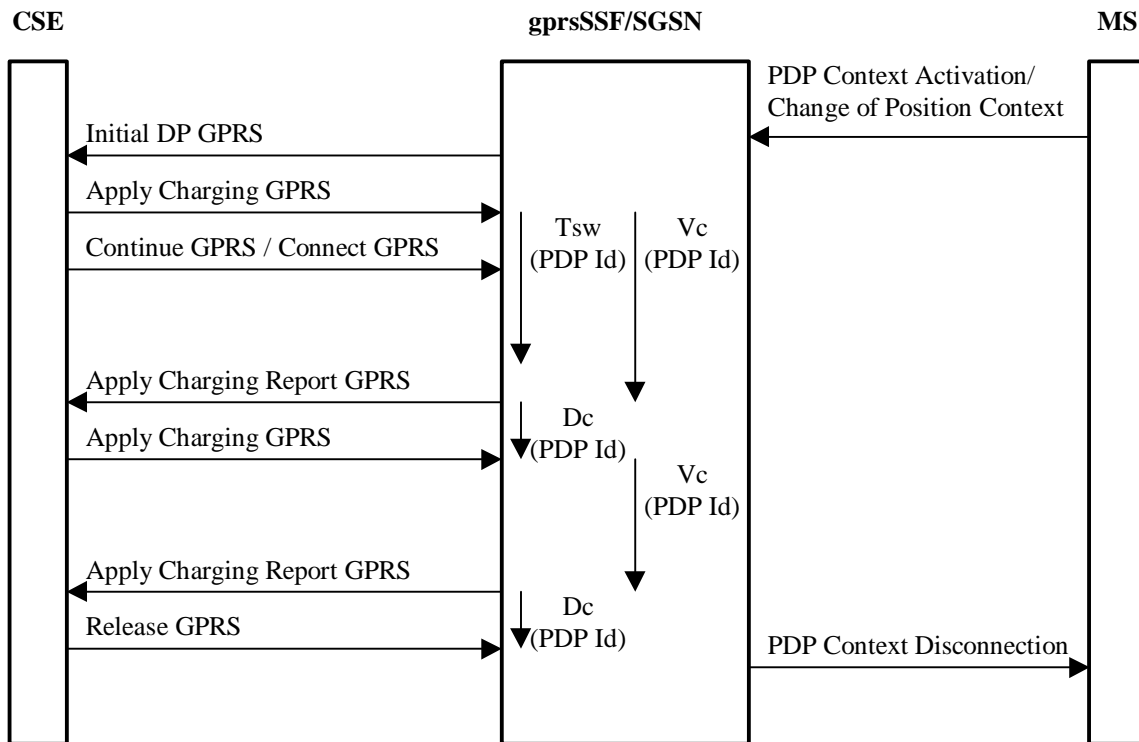 CSE
gprsSSF/SGSN
MS
PDP Context Activation/
Change of Position Context
Initial DP GPRS
Apply Charging GPRS
Tsw
(PDP Id)
Vc
(PDP Id)
Continue GPRS / Connect GPRS
Apply Charging Report GPRS
Dc
(PDP Id)
Apply Charging GPRS
Vc
(PDP Id)
Apply Charging Report GPRS
Dc
(PDP Id)
Release GPRS
PDP Context Disconnection